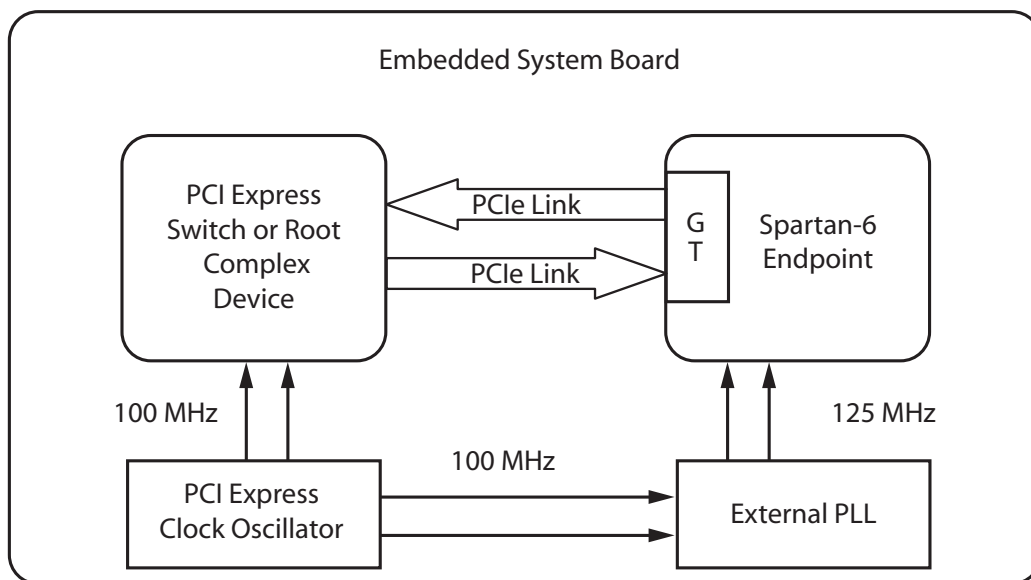 Embedded System Board
PCI Express
Switch or Root
Complex
Device
PCIe Link
PCIe Link
G
T
Spartan-6
Endpoint
100 MHz
125 MHz
100 MHz
PCI Express
Clock Oscillator
External PLL